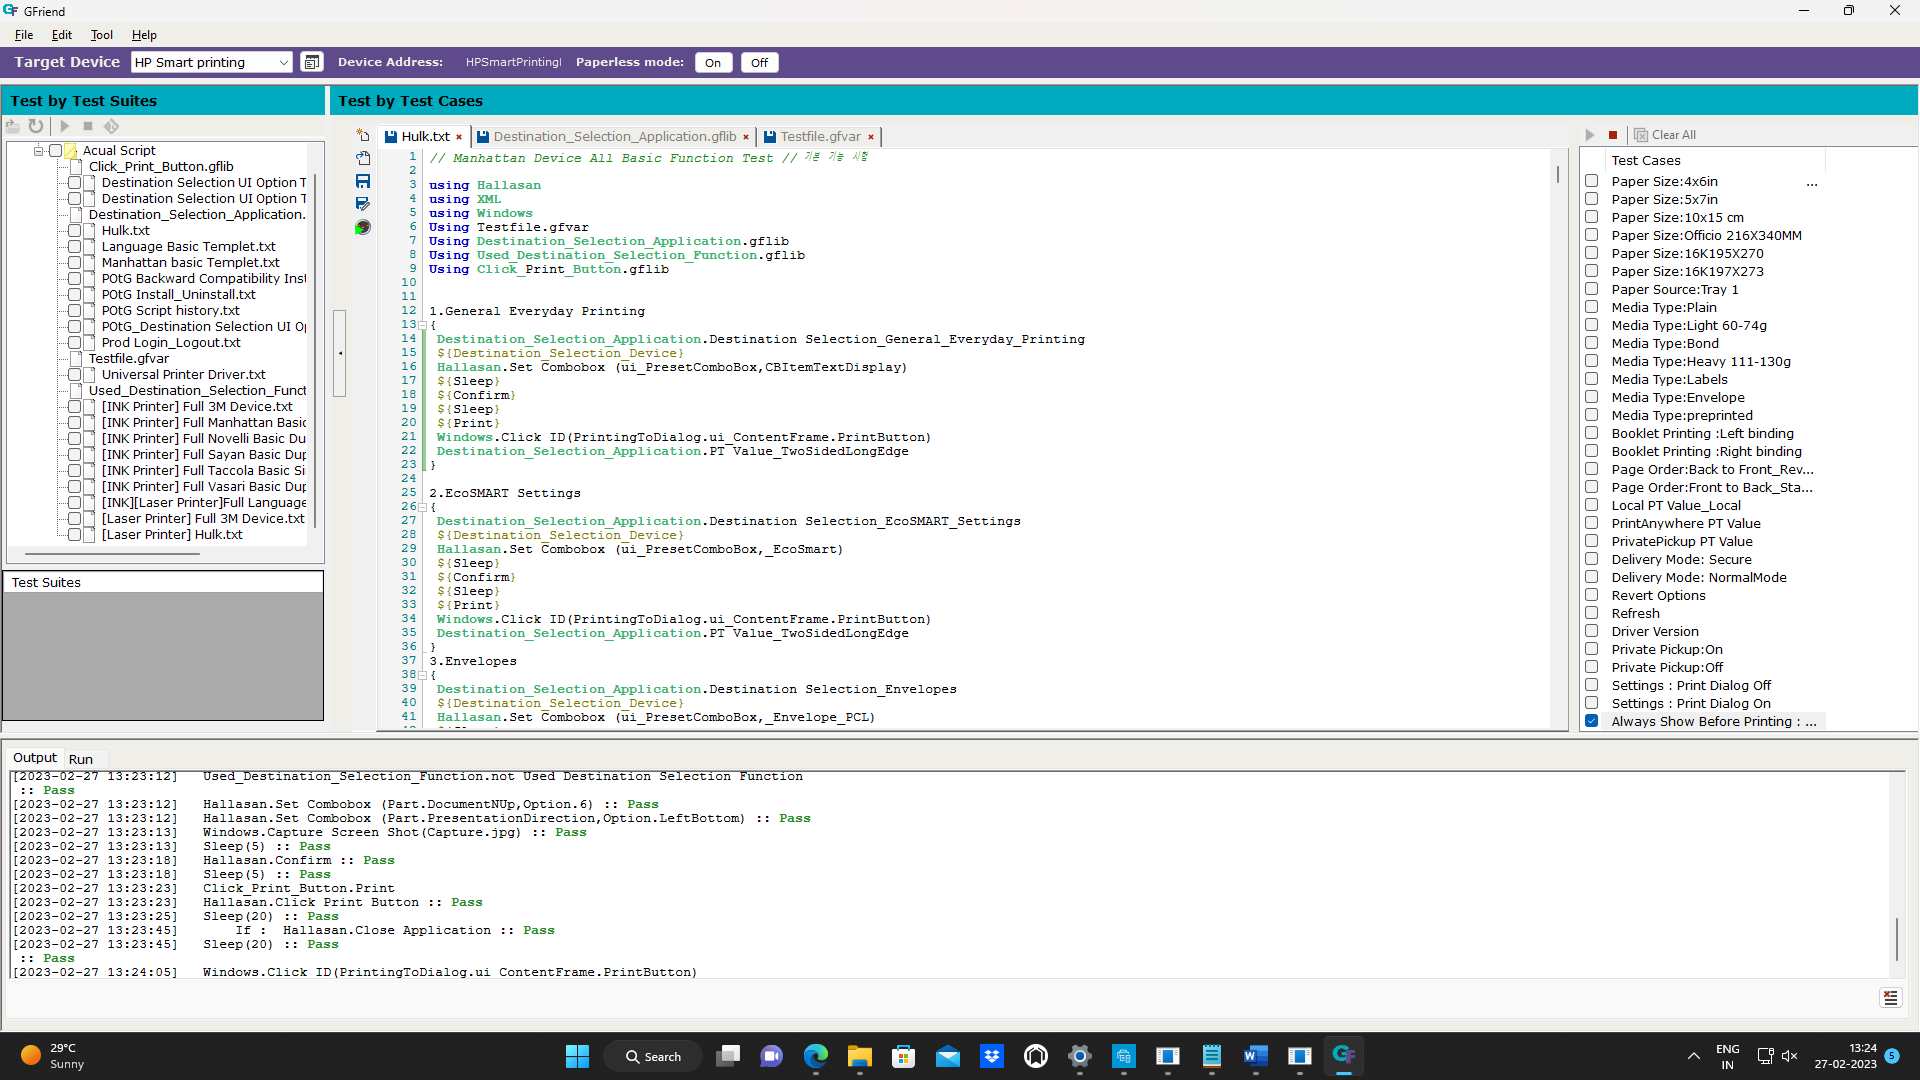 GFriend
File Edit Tool Help
Target Device HP Smart printing Device Address: HPSmartPrintingI Paperless mode: On Off
Test by Test Suites
Acual Script
Click_Print_Button.gflib
Destination Selection UI Option T
Destination Selection UI Option T
Destination_Selection_Application.
Hulk.txt
Language Basic Templet.txt
Manhattan basic Templet.txt
POtG Backward Compatibility Inst
POtG Install_Uninstall.txt
POtG Script history.txt
POtG_Destination Selection UI Op
Prod Login_Logout.txt
Testfile.gfvar
Universal Printer Driver.txt
Used_Destination_Selection_Funct
[INK Printer] Full 3M Device.txt
[INK Printer] Full Manhattan Basic
[INK Printer] Full Novelli Basic Du
[INK Printer] Full Sayan Basic Dup
[INK Printer] Full Taccola Basic Si
[INK Printer] Full Vasari Basic Dup
[INK][Laser Printer]Full Language
[Laser Printer] Full 3M Device.txt
[Laser Printer] Hulk.txt
Test Suites
Test by Test Cases
Hulk.txt × Destination_Selection_Application.gflib × Testfile.gfvar ×
1 // Manhattan Device All Basic Function Test // 기본 기능 시험
2
3 using Hallasan
4 using XML
5 using Windows
6 Using Testfile.gfvar
7 Using Destination_Selection_Application.gflib
8 Using Used_Destination_Selection_Function.gflib
9 Using Click_Print_Button.gflib
10
11
12 1.General Everyday Printing
13 {
14 Destination_Selection_Application.Destination Selection_General_Everyday_Printing
15 ${Destination_Selection_Device}
16 Hallasan.Set Combobox (ui_PresetComboBox,CBItemTextDisplay)
17 ${Sleep}
18 ${Confirm}
19 ${Sleep}
20 ${Print}
21 Windows.Click ID(PrintingToDialog.ui_ContentFrame.PrintButton)
22 Destination_Selection_Application.PT Value_TwoSidedLongEdge
23 }
24
25 2.EcoSMART Settings
26 {
27 Destination_Selection_Application.Destination Selection_EcoSMART_Settings
28 ${Destination_Selection_Device}
29 Hallasan.Set Combobox (ui_PresetComboBox,_EcoSmart)
30 ${Sleep}
31 ${Confirm}
32 ${Sleep}
33 ${Print}
34 Windows.Click ID(PrintingToDialog.ui_ContentFrame.PrintButton)
35 Destination_Selection_Application.PT Value_TwoSidedLongEdge
36 }
37 3.Envelopes
38 {
39 Destination_Selection_Application.Destination Selection_Envelopes
40 ${Destination_Selection_Device}
41 Hallasan.Set Combobox (ui_PresetComboBox,_Envelope_PCL)
Clear All
Test Cases
Paper Size:4x6in ...
Paper Size:5x7in
Paper Size:10x15 cm
Paper Size:Officio 216X340MM
Paper Size:16K195X270
Paper Size:16K197X273
Paper Source:Tray 1
Media Type:Plain
Media Type:Light 60-74g
Media Type:Bond
Media Type:Heavy 111-130g
Media Type:Labels
Media Type:Envelope
Media Type:preprinted
Booklet Printing :Left binding
Booklet Printing :Right binding
Page Order:Back to Front_Rev...
Page Order:Front to Back_Sta...
Local PT Value_Local
PrintAnywhere PT Value
PrivatePickup PT Value
Delivery Mode: Secure
Delivery Mode: NormalMode
Revert Options
Refresh
Driver Version
Private Pickup:On
Private Pickup:Off
Settings : Print Dialog Off
Settings : Print Dialog On
Always Show Before Printing : ...
Output Run
[2023-02-27 13:23:12] Used_Destination_Selection_Function.not Used Destination Selection Function
:: Pass
[2023-02-27 13:23:12] Hallasan.Set Combobox (Part.DocumentNUp,Option.6) :: Pass
[2023-02-27 13:23:12] Hallasan.Set Combobox (Part.PresentationDirection,Option.LeftBottom) :: Pass
[2023-02-27 13:23:13] Windows.Capture Screen Shot(Capture.jpg) :: Pass
[2023-02-27 13:23:13] Sleep(5) :: Pass
[2023-02-27 13:23:18] Hallasan.Confirm :: Pass
[2023-02-27 13:23:18] Sleep(5) :: Pass
[2023-02-27 13:23:23] Click_Print_Button.Print
[2023-02-27 13:23:23] Hallasan.Click Print Button :: Pass
[2023-02-27 13:23:25] Sleep(20) :: Pass
[2023-02-27 13:23:45] If : Hallasan.Close Application :: Pass
[2023-02-27 13:23:45] Sleep(20) :: Pass
:: Pass
[2023-02-27 13:24:05] Windows.Click ID(PrintingToDialog.ui_ContentFrame.PrintButton)
29°C
Sunny
Search
ENG
IN
13:24
27-02-2023
5